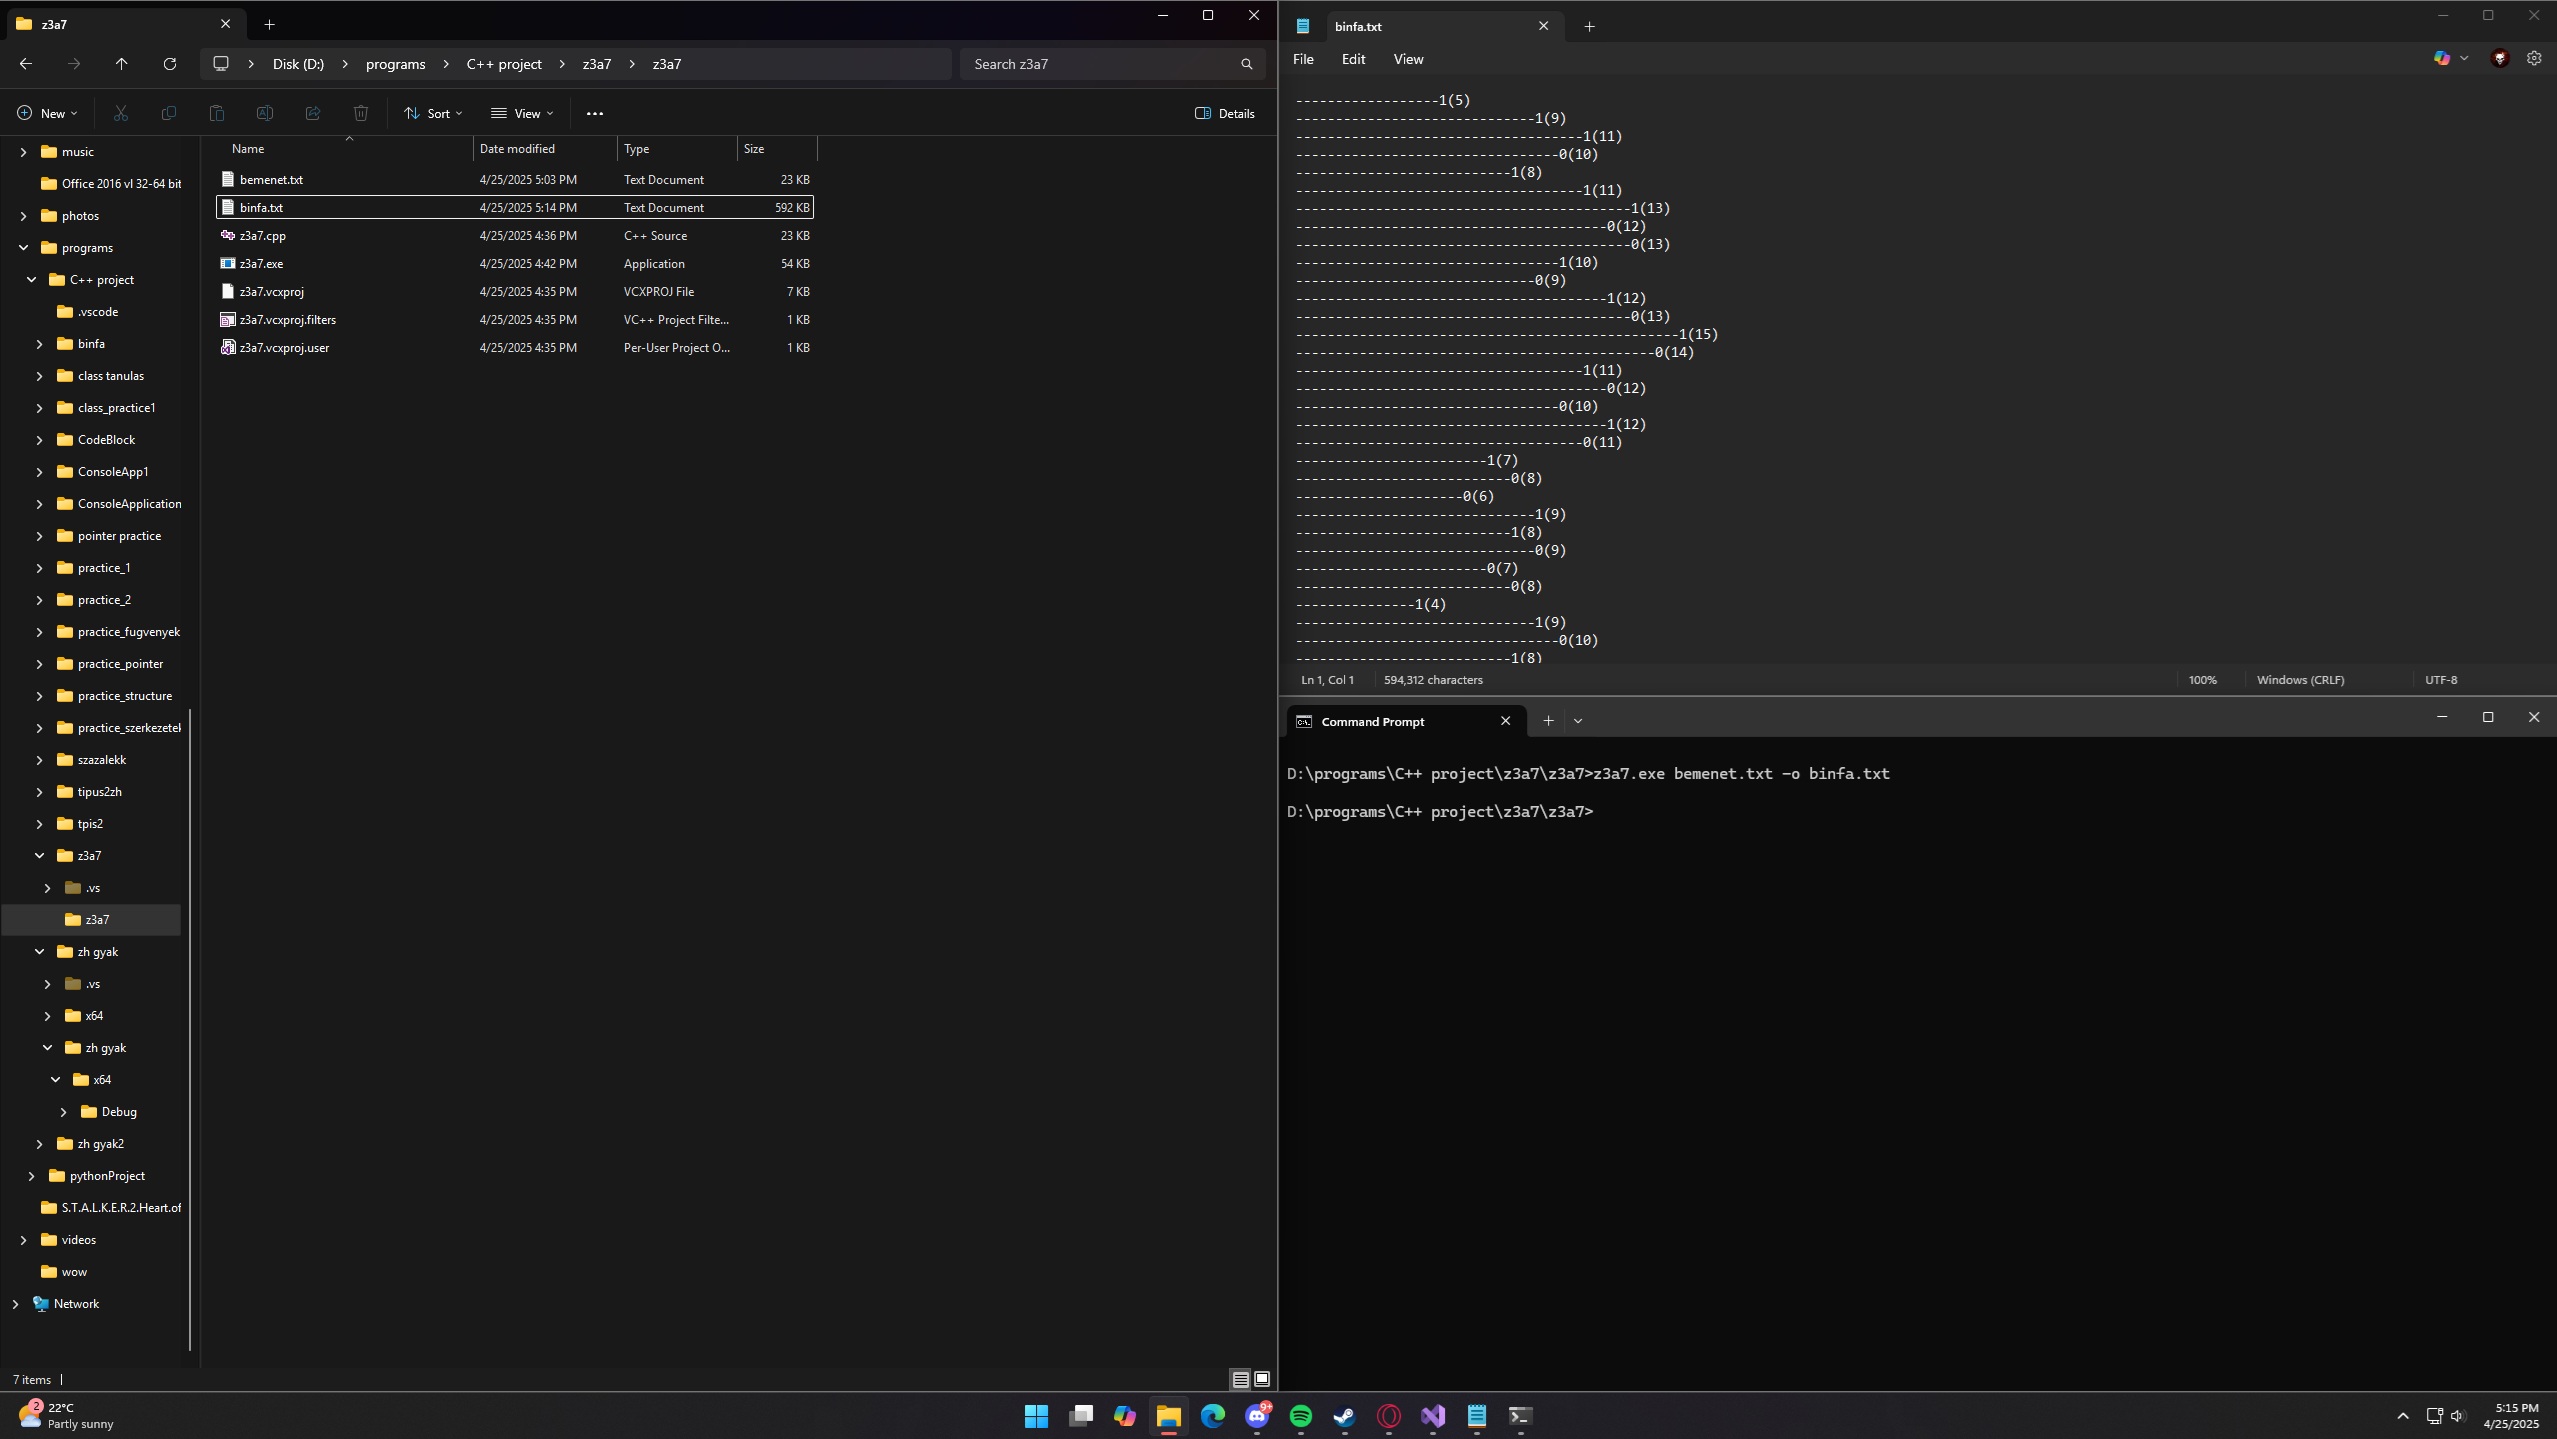 z3a7
Disk (D:)
programs
C++ project
z3a7
z3a7
Search z3a7
New
Sort
View
Details
music
Office 2016 vl 32-64 bit
photos
programs
C++ project
.vscode
binfa
class tanulas
class_practice1
CodeBlock
ConsoleApp1
ConsoleApplication
pointer practice
practice_1
practice_2
practice_fugvenyek
practice_pointer
practice_structure
practice_szerkezetek
szazalekk
tipus2zh
tpis2
z3a7
.vs
z3a7
zh gyak
.vs
x64
zh gyak
x64
Debug
zh gyak2
pythonProject
S.T.A.L.K.E.R.2.Heart.of
videos
wow
Network
Name Date modified Type Size
bemenet.txt 4/25/2025 5:03 PM Text Document 23 KB
binfa.txt 4/25/2025 5:14 PM Text Document 592 KB
z3a7.cpp 4/25/2025 4:36 PM C++ Source 23 KB
z3a7.exe 4/25/2025 4:42 PM Application 54 KB
z3a7.vcxproj 4/25/2025 4:35 PM VCXPROJ File 7 KB
z3a7.vcxproj.filters 4/25/2025 4:35 PM VC++ Project Filte... 1 KB
z3a7.vcxproj.user 4/25/2025 4:35 PM Per-User Project O... 1 KB
7 items
binfa.txt
File Edit View
------------------1(5)
------------------------------1(9)
------------------------------------1(11)
---------------------------------0(10)
---------------------------1(8)
------------------------------------1(11)
------------------------------------------1(13)
---------------------------------------0(12)
------------------------------------------0(13)
---------------------------------1(10)
------------------------------0(9)
---------------------------------------1(12)
------------------------------------------0(13)
------------------------------------------------1(15)
---------------------------------------------0(14)
------------------------------------1(11)
---------------------------------------0(12)
---------------------------------0(10)
---------------------------------------1(12)
------------------------------------0(11)
------------------------1(7)
---------------------------0(8)
---------------------0(6)
------------------------------1(9)
---------------------------1(8)
------------------------------0(9)
------------------------0(7)
---------------------------0(8)
---------------1(4)
------------------------------1(9)
---------------------------------0(10)
---------------------------1(8)
Ln 1, Col 1 594,312 characters 100% Windows (CRLF) UTF-8
Command Prompt
D:\programs\C++ project\z3a7\z3a7>z3a7.exe bemenet.txt -o binfa.txt
D:\programs\C++ project\z3a7\z3a7>
2
22°C
Partly sunny
9+
5:15 PM
4/25/2025